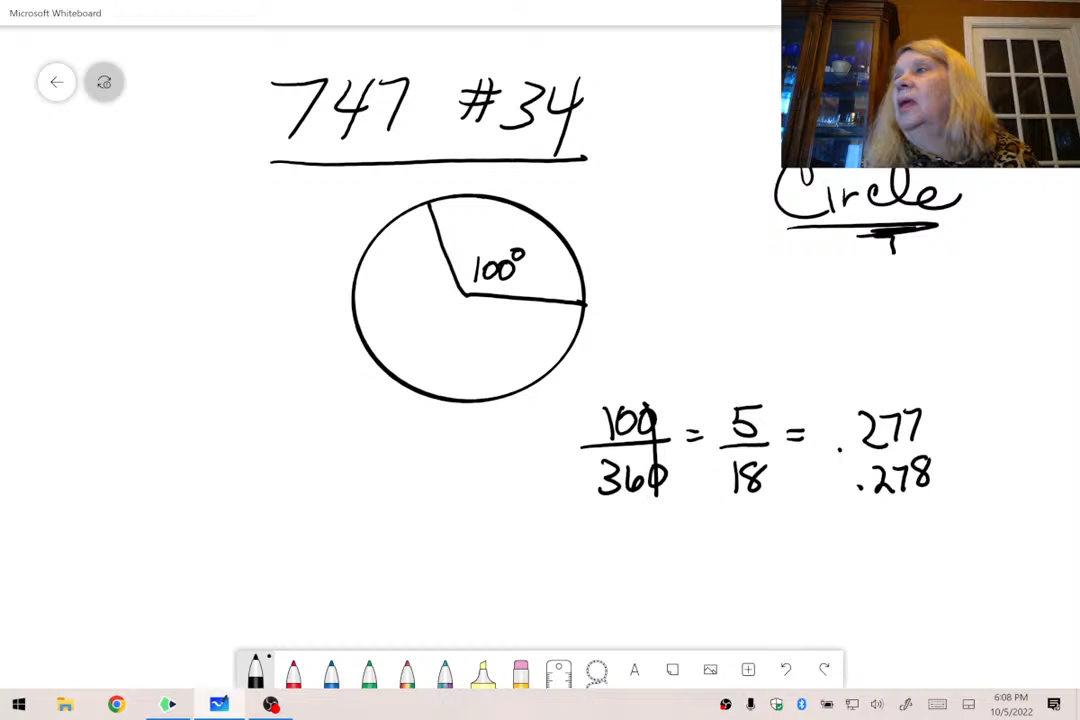 Microsoft Whiteboard
747 #34
Circle
100°
100/360 = 5/18 = .277
.278
A
6:08 PM
10/5/2022